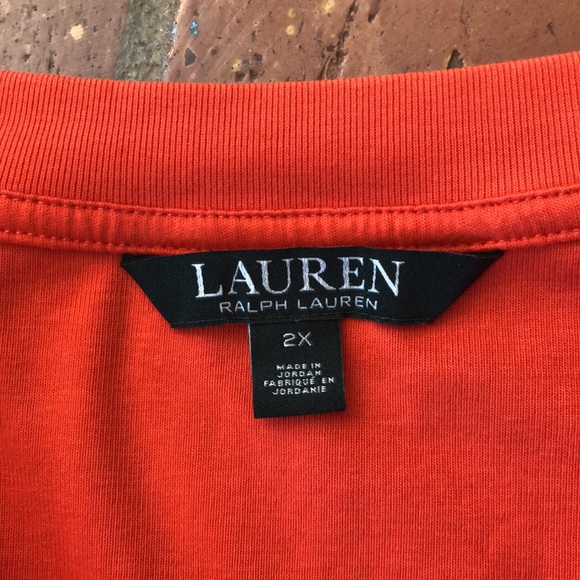 LAUREN
RALPH LAUREN
2X
MADE IN
JORDAN
FABRIQUÉ EN
JORDANIE